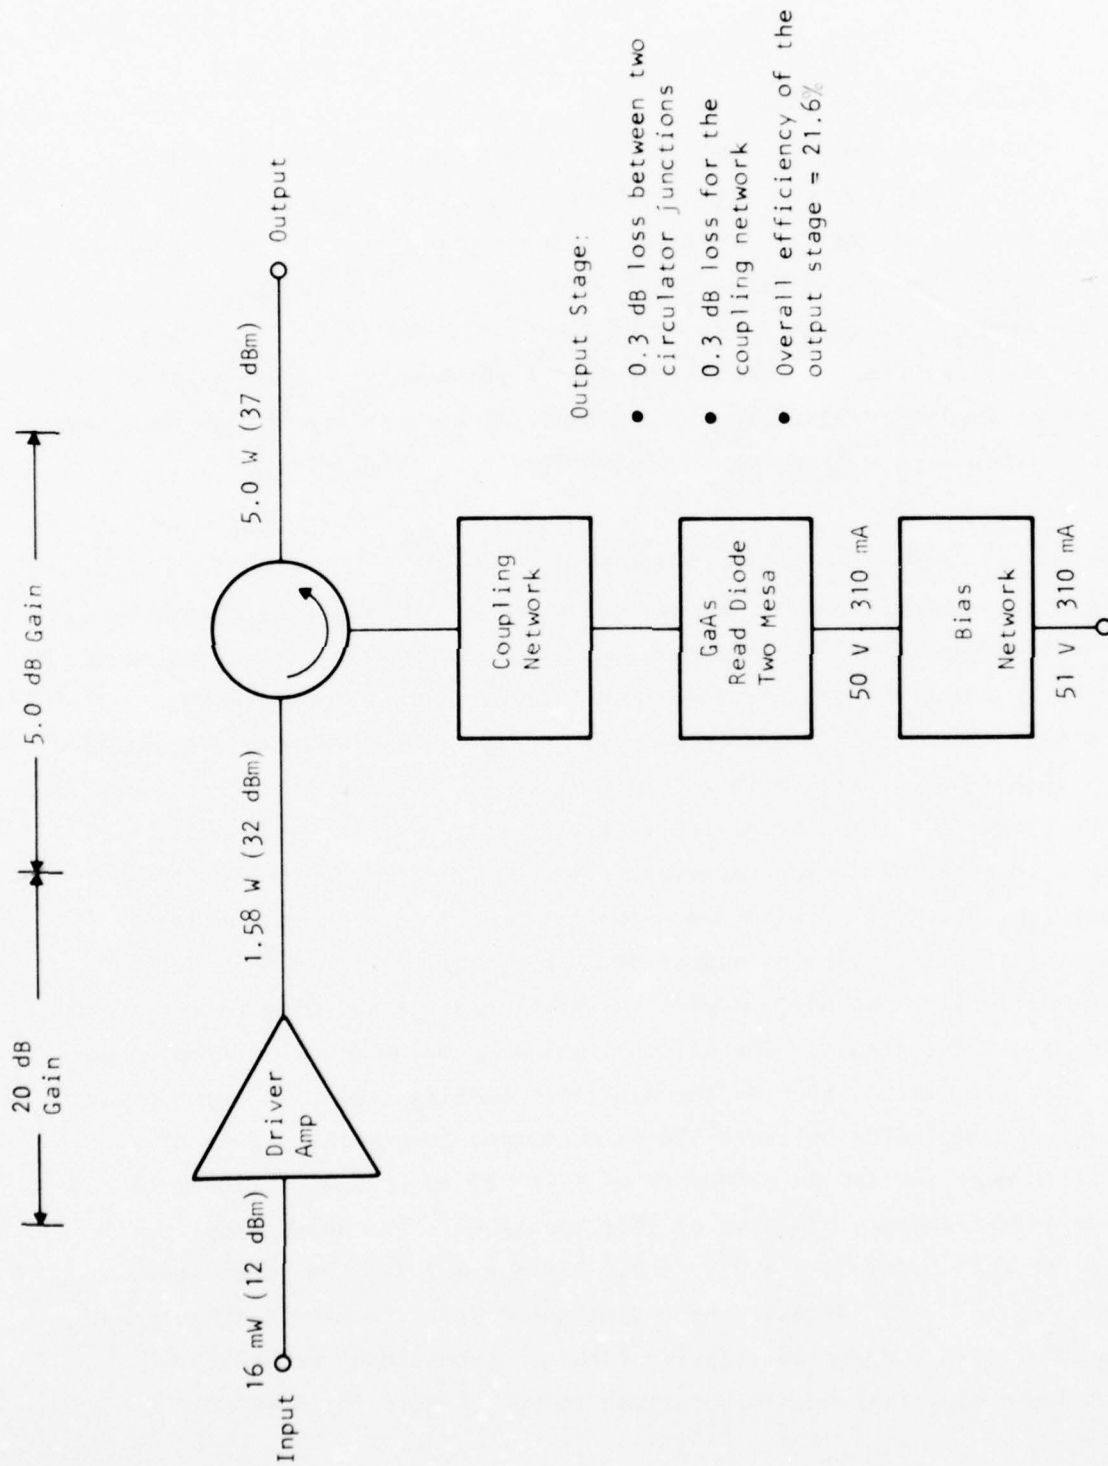 20 dB
Gain
5.0 dB Gain
16 mW (12 dBm)
1.58 W (32 dBm)
5.0 W (37 dBm)
Input
Driver
Amp
Output
Coupling
Network
GaAs
Read Diode
Two Mesa
50 V 310 mA
Bias
Network
51 V 310 mA
Output Stage:
● 0.3 dB loss between two
circulator junctions
● 0.3 dB loss for the
coupling network
● Overall efficiency of the
output stage = 21.6%